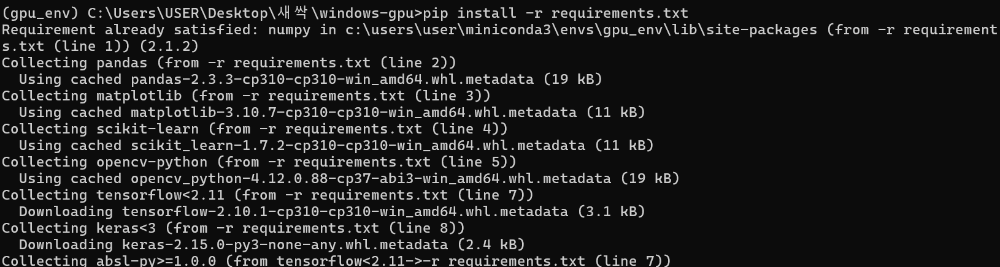 (gpu_env) C:\Users\USER\Desktop\새싹\windows-gpu>pip install -r requirements.txt
Requirement already satisfied: numpy in c:\users\user\miniconda3\envs\gpu_env\lib\site-packages (from -r requirement
s.txt (line 1)) (2.1.2)
Collecting pandas (from -r requirements.txt (line 2))
  Using cached pandas-2.3.3-cp310-cp310-win_amd64.whl.metadata (19 kB)
Collecting matplotlib (from -r requirements.txt (line 3))
  Using cached matplotlib-3.10.7-cp310-cp310-win_amd64.whl.metadata (11 kB)
Collecting scikit-learn (from -r requirements.txt (line 4))
  Using cached scikit_learn-1.7.2-cp310-cp310-win_amd64.whl.metadata (11 kB)
Collecting opencv-python (from -r requirements.txt (line 5))
  Using cached opencv_python-4.12.0.88-cp37-abi3-win_amd64.whl.metadata (19 kB)
Collecting tensorflow<2.11 (from -r requirements.txt (line 7))
  Downloading tensorflow-2.10.1-cp310-cp310-win_amd64.whl.metadata (3.1 kB)
Collecting keras<3 (from -r requirements.txt (line 8))
  Downloading keras-2.15.0-py3-none-any.whl.metadata (2.4 kB)
Collecting absl-py>=1.0.0 (from tensorflow<2.11->-r requirements.txt (line 7))